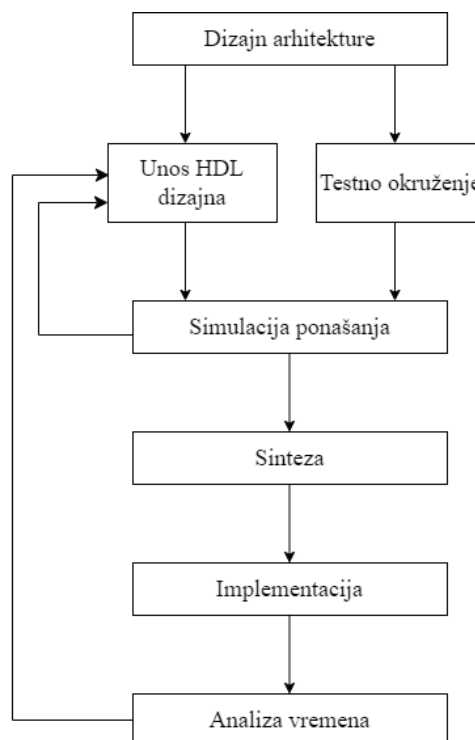 Dizajn arhitekture
Unos HDL
dizajna
Testno okruženje
Simulacija ponašanja
Sinteza
Implementacija
Analiza vremena